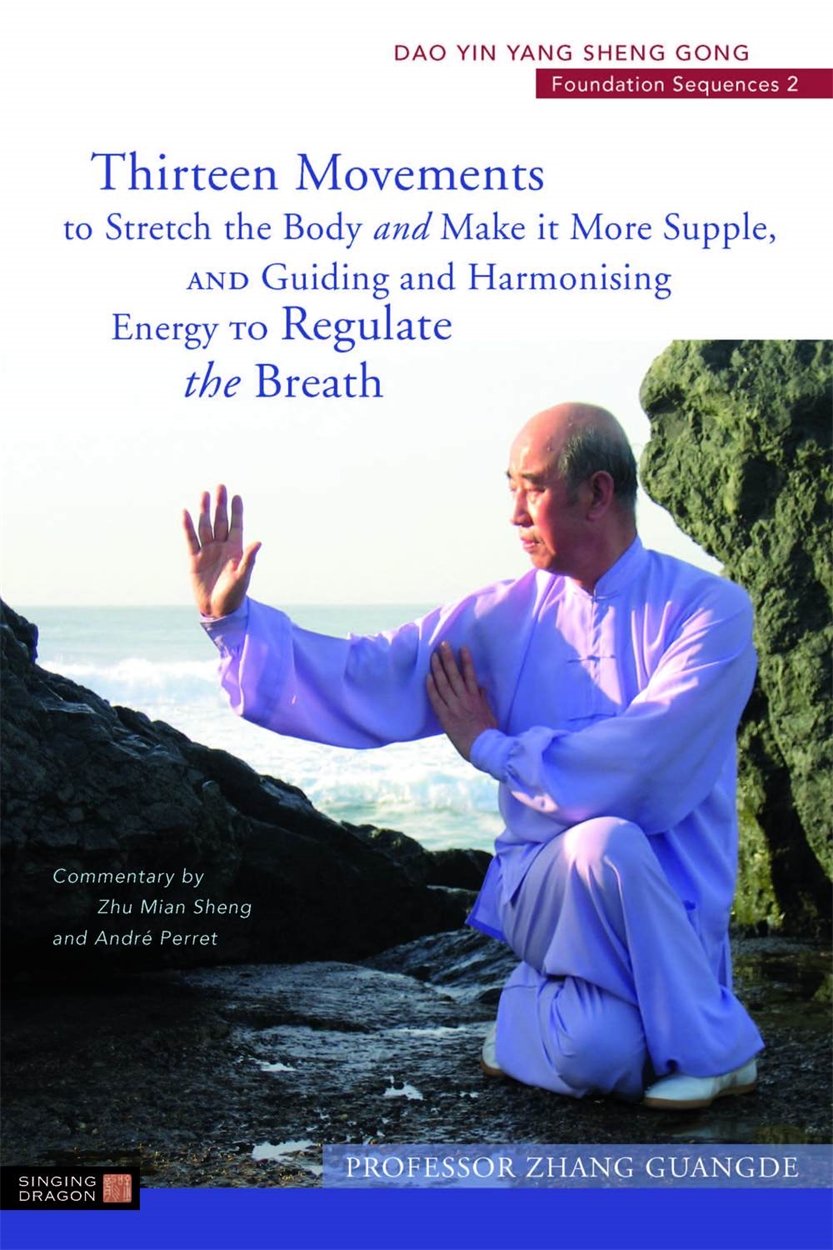 DAO YIN YANG SHENG GONG
Foundation Sequences 2
Thirteen Movements
to Stretch the Body and Make it More Supple,
AND Guiding and Harmonising
Energy TO Regulate
the Breath
Commentary by
Zhu Mian Sheng
and André Perret
PROFESSOR ZHANG GUANGDE
SINGING
DRAGON